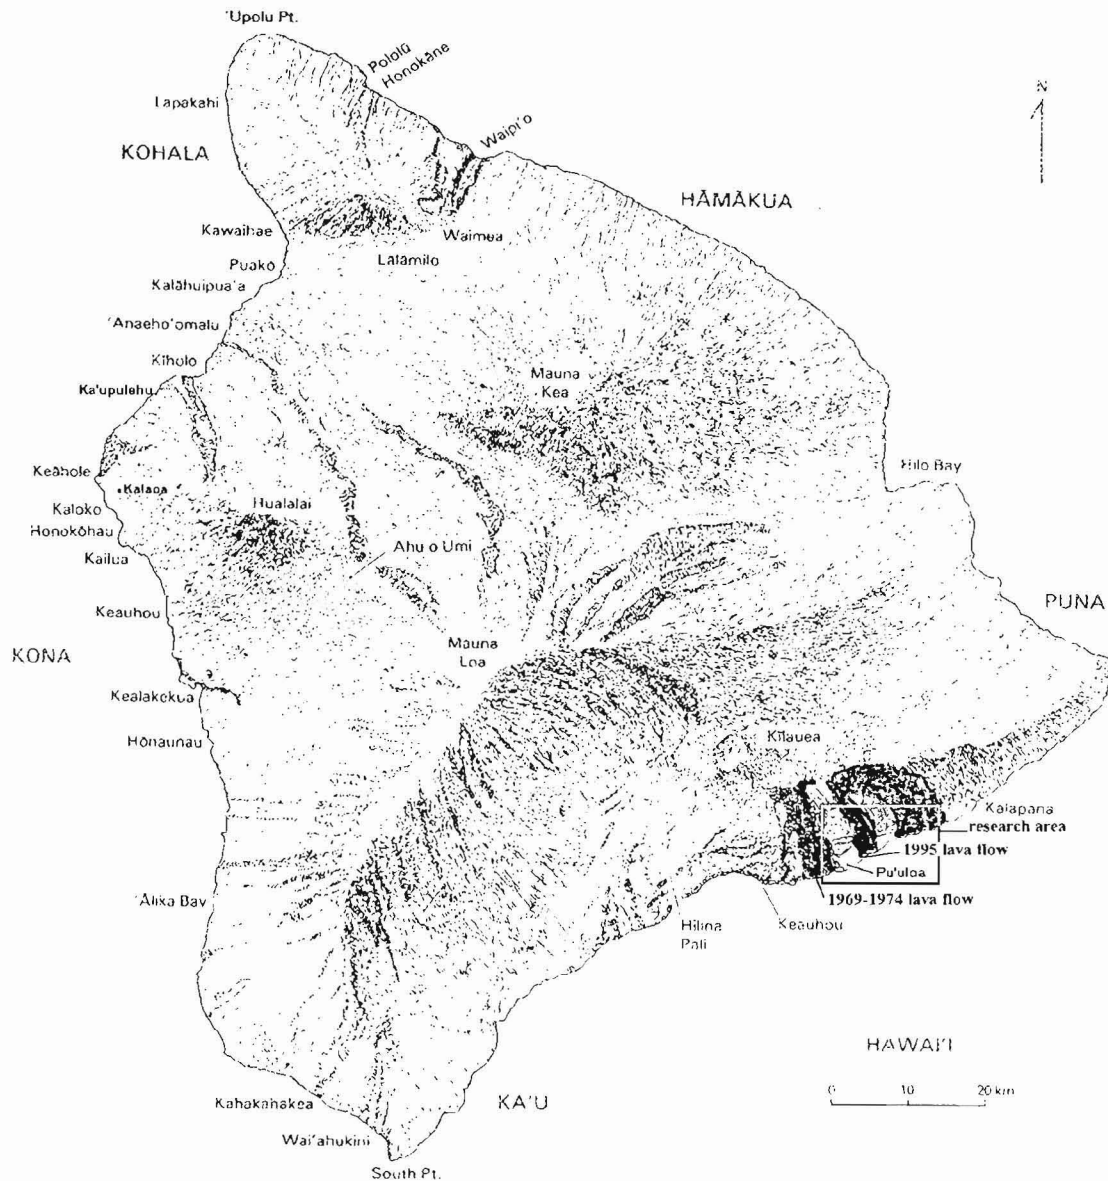 'Upolu Pt.
Pololū
Honokāne
Lapakahi
N
Waipi'o
KOHALA
HĀMĀKUA
Kawaihae
Waimea
Lālāmilo
Puakō
Kalāhuipua'a
'Anaeho'omalu
Kīholo
Mauna
Kea
Ka'upulehu
Keāhole
Hilo Bay
Kalaoa
Kaloko
Hualalai
Honokōhau
Ahu o Umi
Kailua
Keauhou
PUNA
KONA
Mauna
Loa
Kealakekua
Hōnaunau
Kīlauea
Kalapana
research area
1995 lava flow
Pu'uloa
'Ālika Bay
1969-1974 lava flow
Hilina
Pali
Keauhou
HAWAI'I
0 10 20 km
Kahakahakea
KA'U
Wai'ahukini
South Pt.